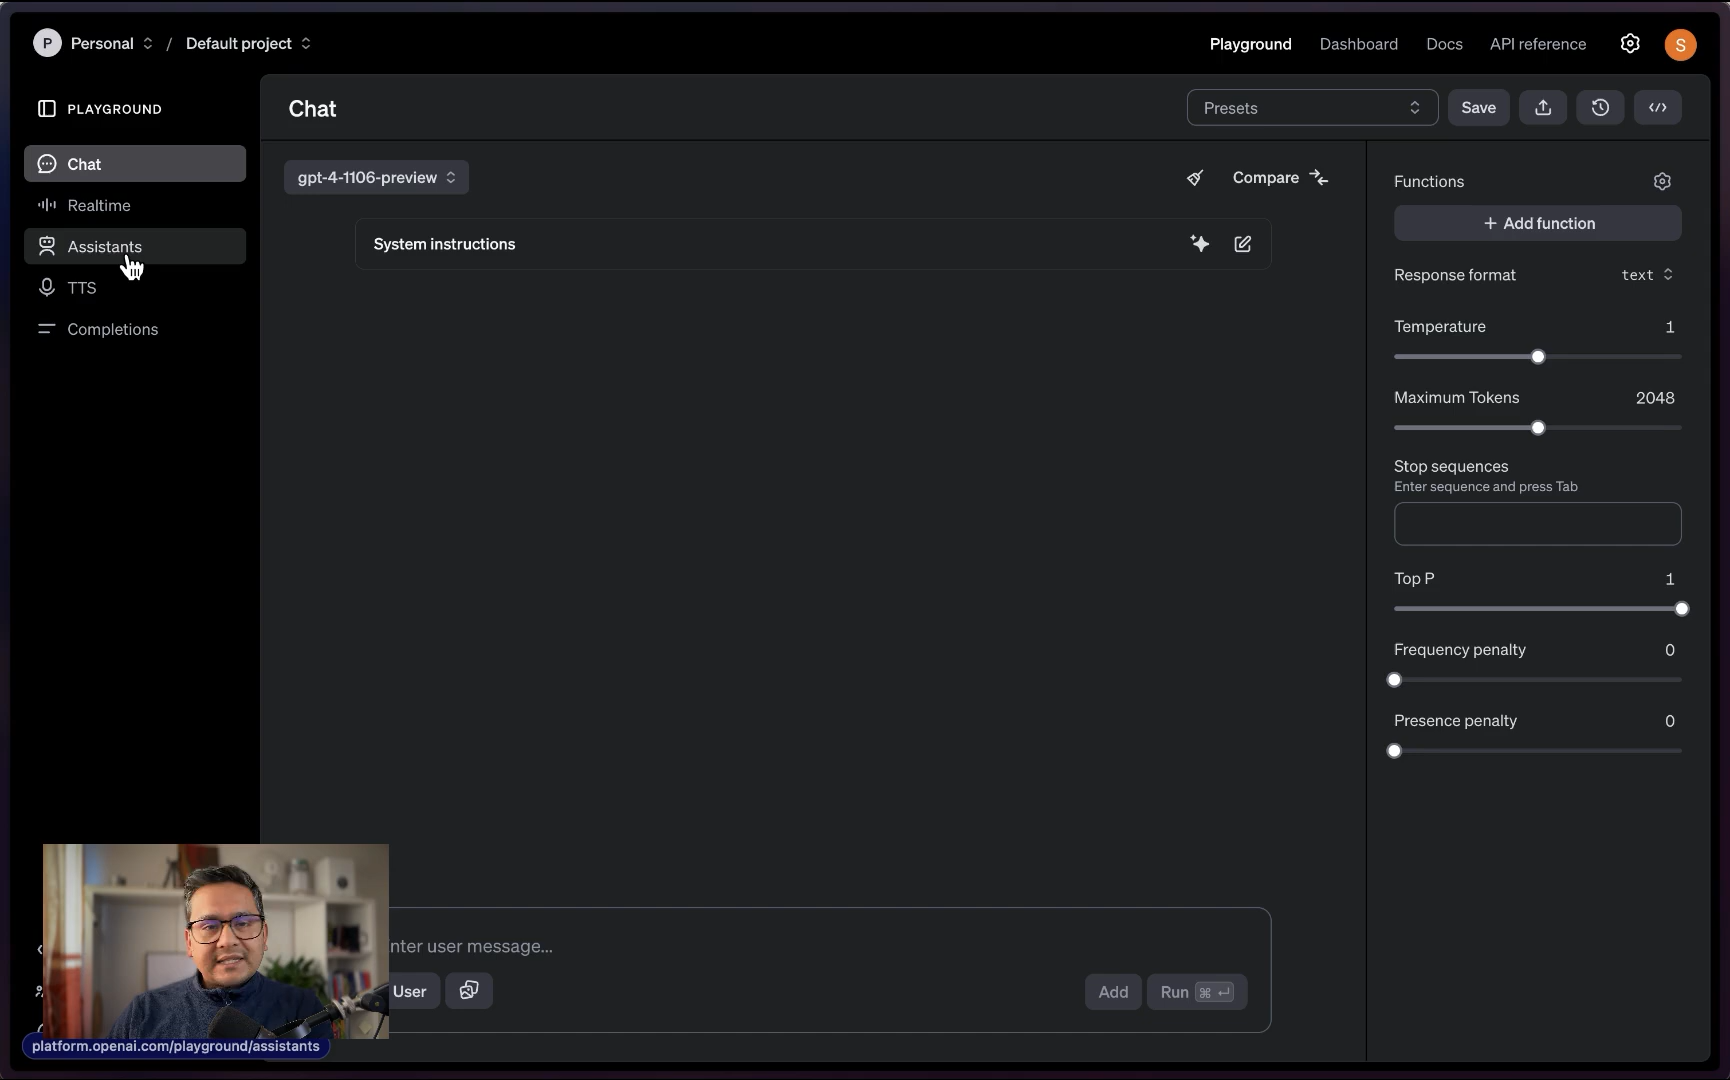 P Personal / Default project
Playground Dashboard Docs API reference S
PLAYGROUND
Chat
Realtime
Assistants
TTS
Completions
Chat
Presets Save
gpt-4-1106-preview
Compare
System instructions
Functions
+ Add function
Response format text
Temperature 1
Maximum Tokens 2048
Stop sequences
Enter sequence and press Tab
Top P 1
Frequency penalty 0
Presence penalty 0
nter user message...
User
Add Run ⌘ ↵
platform.openai.com/playground/assistants